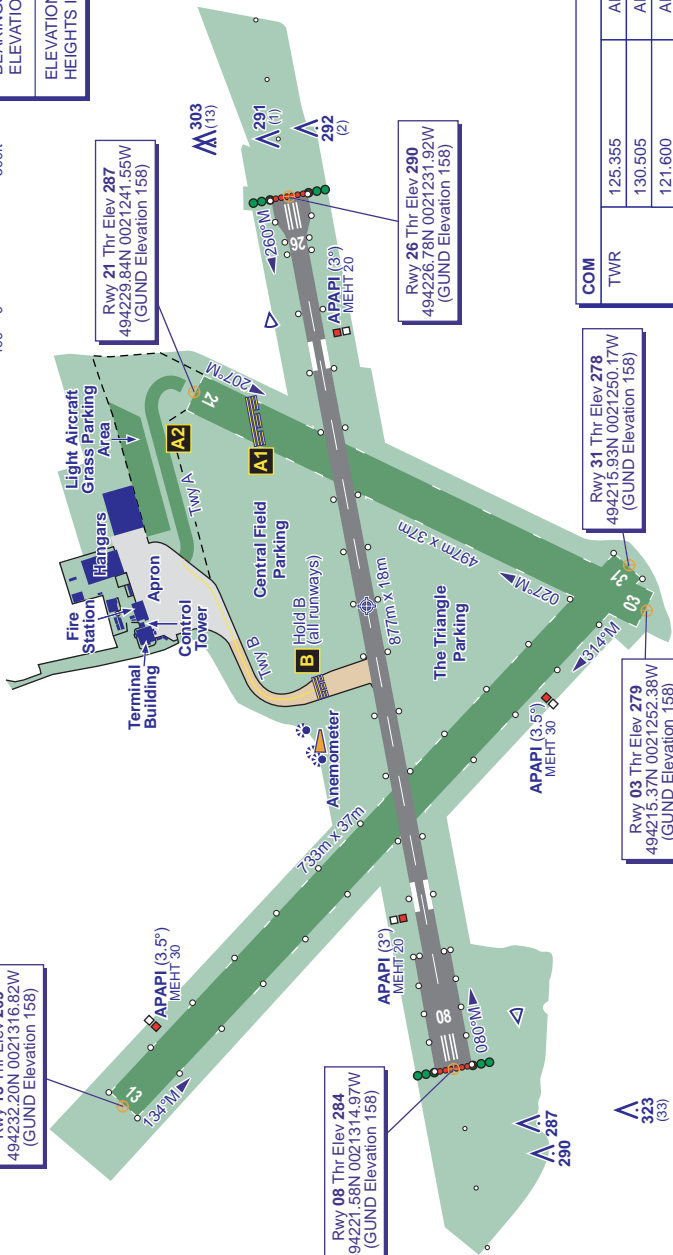 ELEVATION
ELEVATION
HEIGHTS
Rwy 21 Thr Elev 287
494229.84N 0021241.55W
(GUND Elevation 158)
303
(13)
291
(1)
292
(2)
Rwy 26 Thr Elev 290
494226.78N 0021231.92W
(GUND Elevation 158)
COM
TWR
125.355
130.505
121.600
Rwy 31 Thr Elev 278
494215.93N 0021250.17W
(GUND Elevation 158)
Rwy 03 Thr Elev 279
494215.37N 0021252.38W
(GUND Elevation 158)
Light Aircraft
Grass Parking
Area
Hangars
Fire
Station
Apron
Control
Tower
Terminal
Building
A2
Twy A
A1
21
207°M
260°M
26
APAPI (3°)
MEHT 20
Central Field
Parking
Twy B
Hold B
(all runways)
B
877m x 18m
497m x 37m
027°M
The Triangle
Parking
31
03
314°M
APAPI (3.5°)
MEHT 30
Anemometer
733m x 37m
APAPI (3.5°)
MEHT 30
13
134°M
494232.20N 0021316.82W
(GUND Elevation 158)
APAPI (3°)
MEHT 20
08
080°M
Rwy 08 Thr Elev 284
94221.58N 0021314.97W
(GUND Elevation 158)
287
290
323
(33)